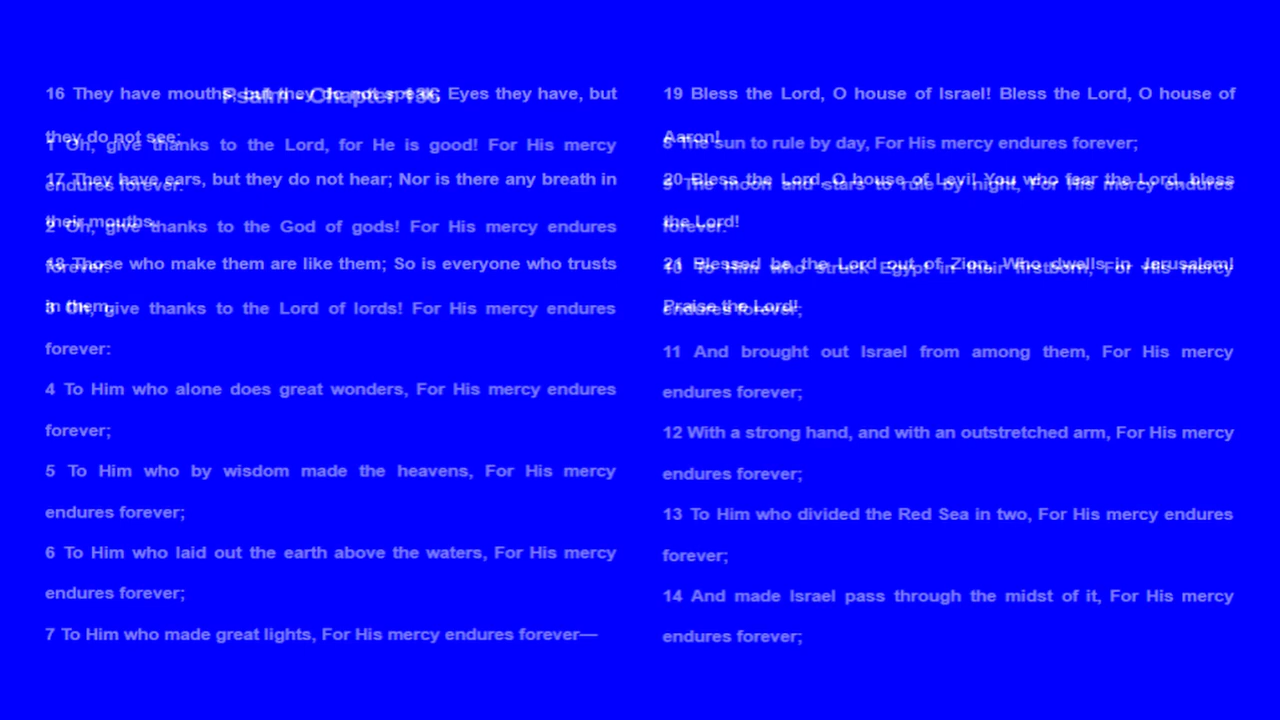 16 They have mouths, but they do not speak; Eyes they have, but
they do not see;
17 They have ears, but they do not hear; Nor is there any breath in
their mouths.
18 Those who make them are like them; So is everyone who trusts
in them.
19 Bless the Lord, O house of Israel! Bless the Lord, O house of
Aaron!
20 Bless the Lord, O house of Levi! You who fear the Lord, bless
the Lord!
21 Blessed be the Lord out of Zion, Who dwells in Jerusalem!
Praise the Lord!
Psalm - Chapter 136
1 Oh, give thanks to the Lord, for He is good! For His mercy
endures forever.
2 Oh, give thanks to the God of gods! For His mercy endures
forever.
3 Oh, give thanks to the Lord of lords! For His mercy endures
forever:
4 To Him who alone does great wonders, For His mercy endures
forever;
5 To Him who by wisdom made the heavens, For His mercy
endures forever;
6 To Him who laid out the earth above the waters, For His mercy
endures forever;
7 To Him who made great lights, For His mercy endures forever—
8 The sun to rule by day, For His mercy endures forever;
9 The moon and stars to rule by night, For His mercy endures
forever.
10 To Him who struck Egypt in their firstborn, For His mercy
endures forever;
11 And brought out Israel from among them, For His mercy
endures forever;
12 With a strong hand, and with an outstretched arm, For His mercy
endures forever;
13 To Him who divided the Red Sea in two, For His mercy endures
forever;
14 And made Israel pass through the midst of it, For His mercy
endures forever;